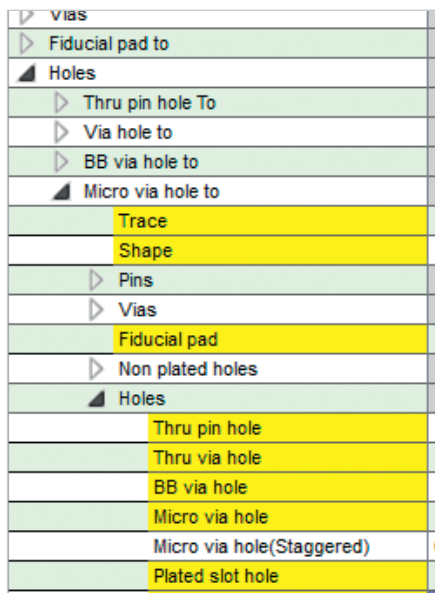 Vias
Fiducial pad to
Holes
Thru pin hole To
Via hole to
BB via hole to
Micro via hole to
Trace
Shape
Pins
Vias
Fiducial pad
Non plated holes
Holes
Thru pin hole
Thru via hole
BB via hole
Micro via hole
Micro via hole(Staggered)
Plated slot hole